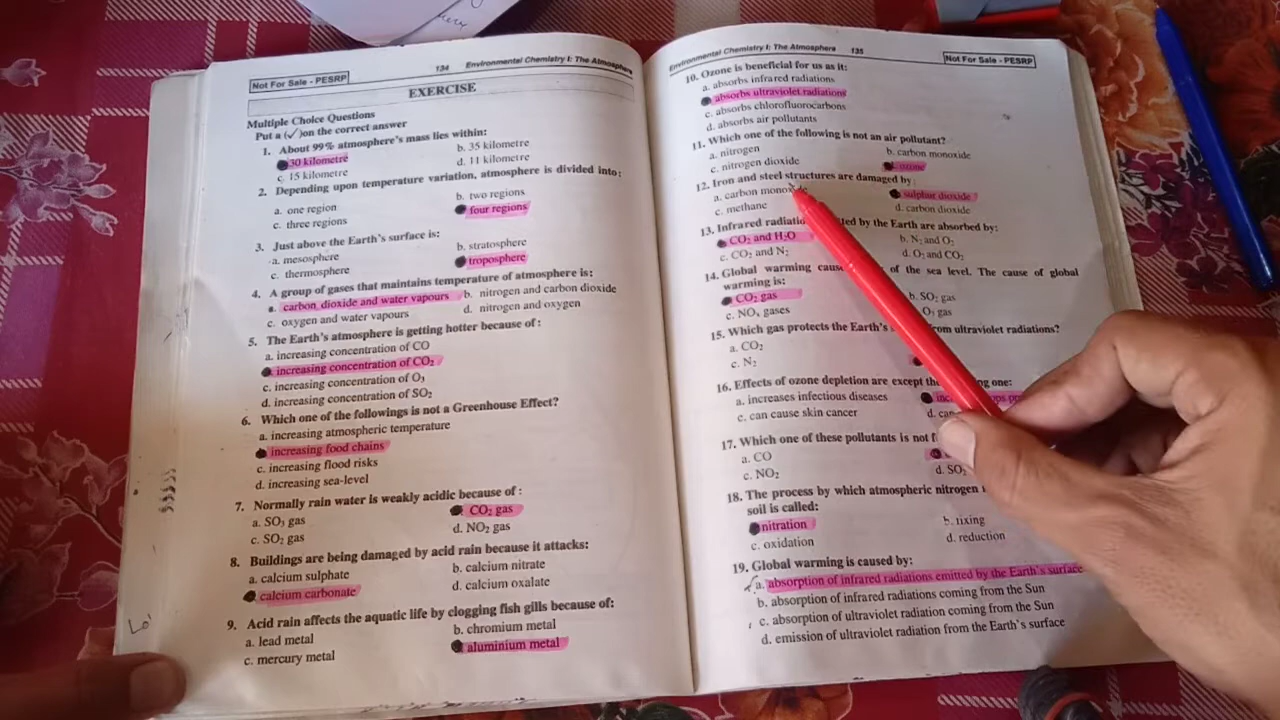 134 Environmental Chemistry I: The Atmosphere
Not For Sale - PESRP
EXERCISE
Multiple Choice Questions
Put a (✓)on the correct answer
1. About 99% atmosphere's mass lies within:
30 kilometre b. 35 kilometre
c. 15 kilometre d. 11 kilometre
2. Depending upon temperature variation, atmosphere is divided into:
a. one region b. two regions
c. three regions four regions
3. Just above the Earth's surface is:
a. mesosphere b. stratosphere
c. thermosphere troposphere
4. A group of gases that maintains temperature of atmosphere is:
a. carbon dioxide and water vapours b. nitrogen and carbon dioxide
c. oxygen and water vapours d. nitrogen and oxygen
5. The Earth's atmosphere is getting hotter because of :
a. increasing concentration of CO
increasing concentration of CO₂
c. increasing concentration of O₃
d. increasing concentration of SO₂
6. Which one of the followings is not a Greenhouse Effect?
a. increasing atmospheric temperature
increasing food chains
c. increasing flood risks
d. increasing sea-level
7. Normally rain water is weakly acidic because of :
a. SO₃ gas CO₂ gas
c. SO₂ gas d. NO₂ gas
8. Buildings are being damaged by acid rain because it attacks:
a. calcium sulphate b. calcium nitrate
calcium carbonate d. calcium oxalate
9. Acid rain affects the aquatic life by clogging fish gills because of:
a. lead metal b. chromium metal
c. mercury metal aluminium metal
Environmental Chemistry I: The Atmosphere 135
Not For Sale - PESRP
10. Ozone is beneficial for us as it:
a. absorbs infrared radiations
absorbs ultraviolet radiations
c. absorbs chlorofluorocarbons
d. absorbs air pollutants
11. Which one of the following is not an air pollutant?
a. nitrogen b. carbon monoxide
c. nitrogen dioxide ozone
12. Iron and steel structures are damaged by:
a. carbon monoxide sulphur dioxide
c. methane d. carbon dioxide
13. Infrared by the Earth are absorbed by:
CO₂ and H₂O b. N₂ and O₂
c. CO₂ and N₂ d. O₂ and CO₂
14. Global warming of the sea level. The cause of global
warming is:
CO₂ gas b. SO₂ gas
c. NOₓ gases O₃ gas
15. Which gas protects the Earth's from ultraviolet radiations?
a. CO₂
c. N₂
16. Effects of ozone depletion are except the one:
a. increases infectious diseases
c. can cause skin cancer d.
17. Which one of these pollutants is not
a. CO
c. NO₂ d. SO₂
18. The process by which atmospheric nitrogen
soil is called:
nitration b. fixing
c. oxidation d. reduction
19. Global warming is caused by:
a. absorption of infrared radiations emitted by the Earth's surface
b. absorption of infrared radiations coming from the Sun
c. absorption of ultraviolet radiation coming from the Sun
d. emission of ultraviolet radiation from the Earth's surface